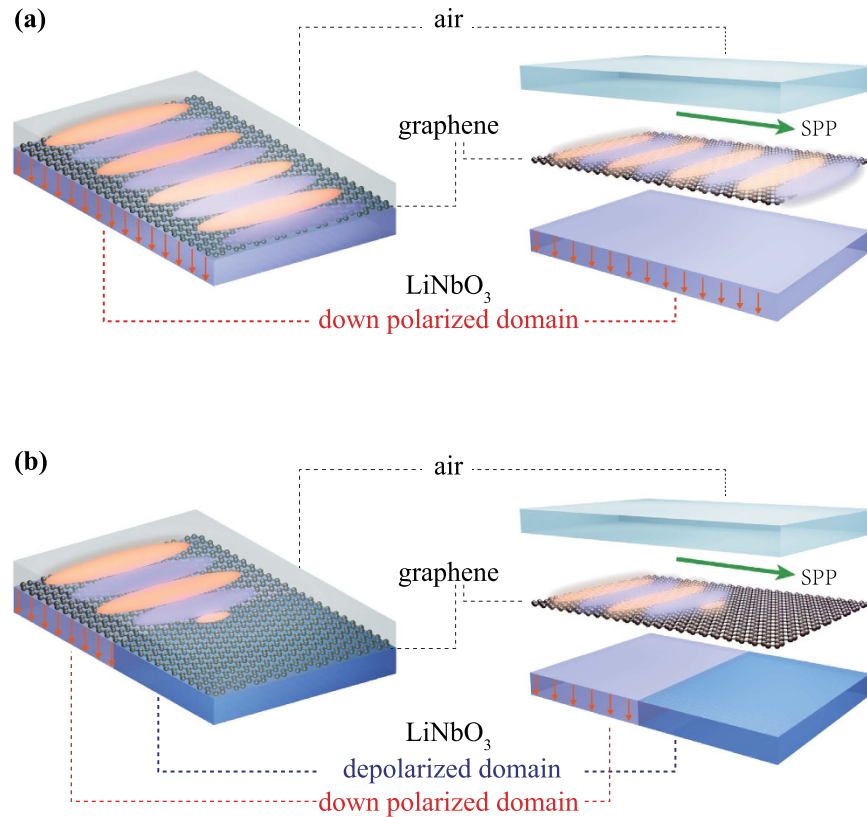 (a)
air
graphene
SPP
LiNbO₃
down polarized domain
(b)
air
graphene
SPP
LiNbO₃
depolarized domain
down polarized domain